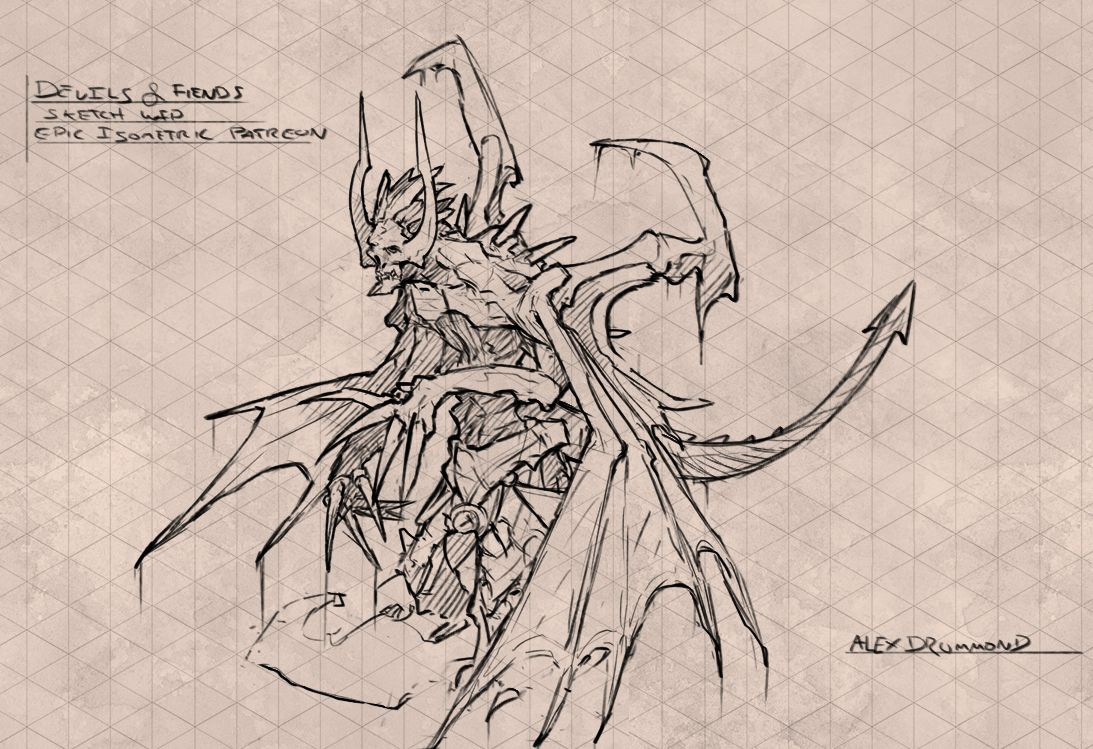 DEVILS & FIENDS
SKETCH WIP
EPIC ISOMETRIC PATREON
ALEX DRUMMOND